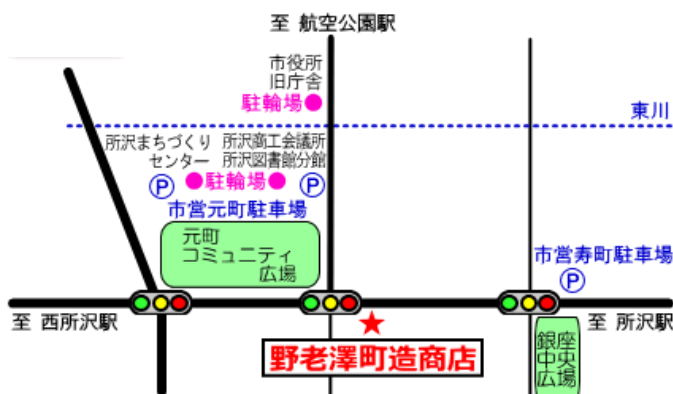 至 航空公園駅
市役所
旧庁舎
駐輪場
東川
所沢まちづくり
センター
所沢商工会議所
所沢図書館分館
P
駐輪場
P
市営元町駐車場
元町
コミュニティ
広場
市営寿町駐車場
P
至 西所沢駅
至 所沢駅
野老澤町造商店
銀座
中央
広場